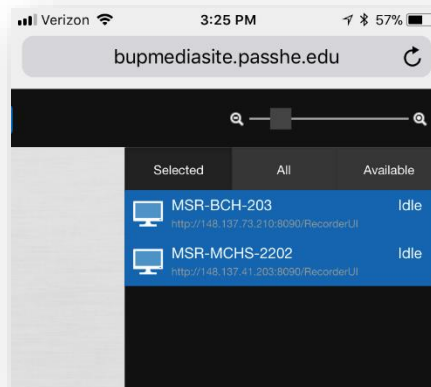 Verizon 3:25 PM 57%
bupmediasite.passhe.edu
Selected All Available
MSR-BCH-203 Idle
http://148.137.73.210:8090/RecorderUI
MSR-MCHS-2202 Idle
http://148.137.41.203:8090/RecorderUI